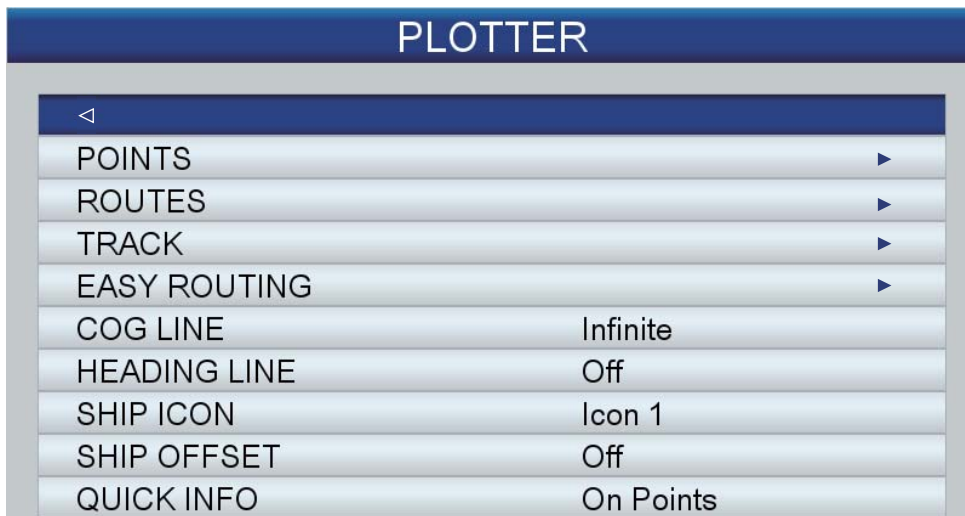 PLOTTER
POINTS
ROUTES
TRACK
EASY ROUTING
COG LINE Infinite
HEADING LINE Off
SHIP ICON Icon 1
SHIP OFFSET Off
QUICK INFO On Points